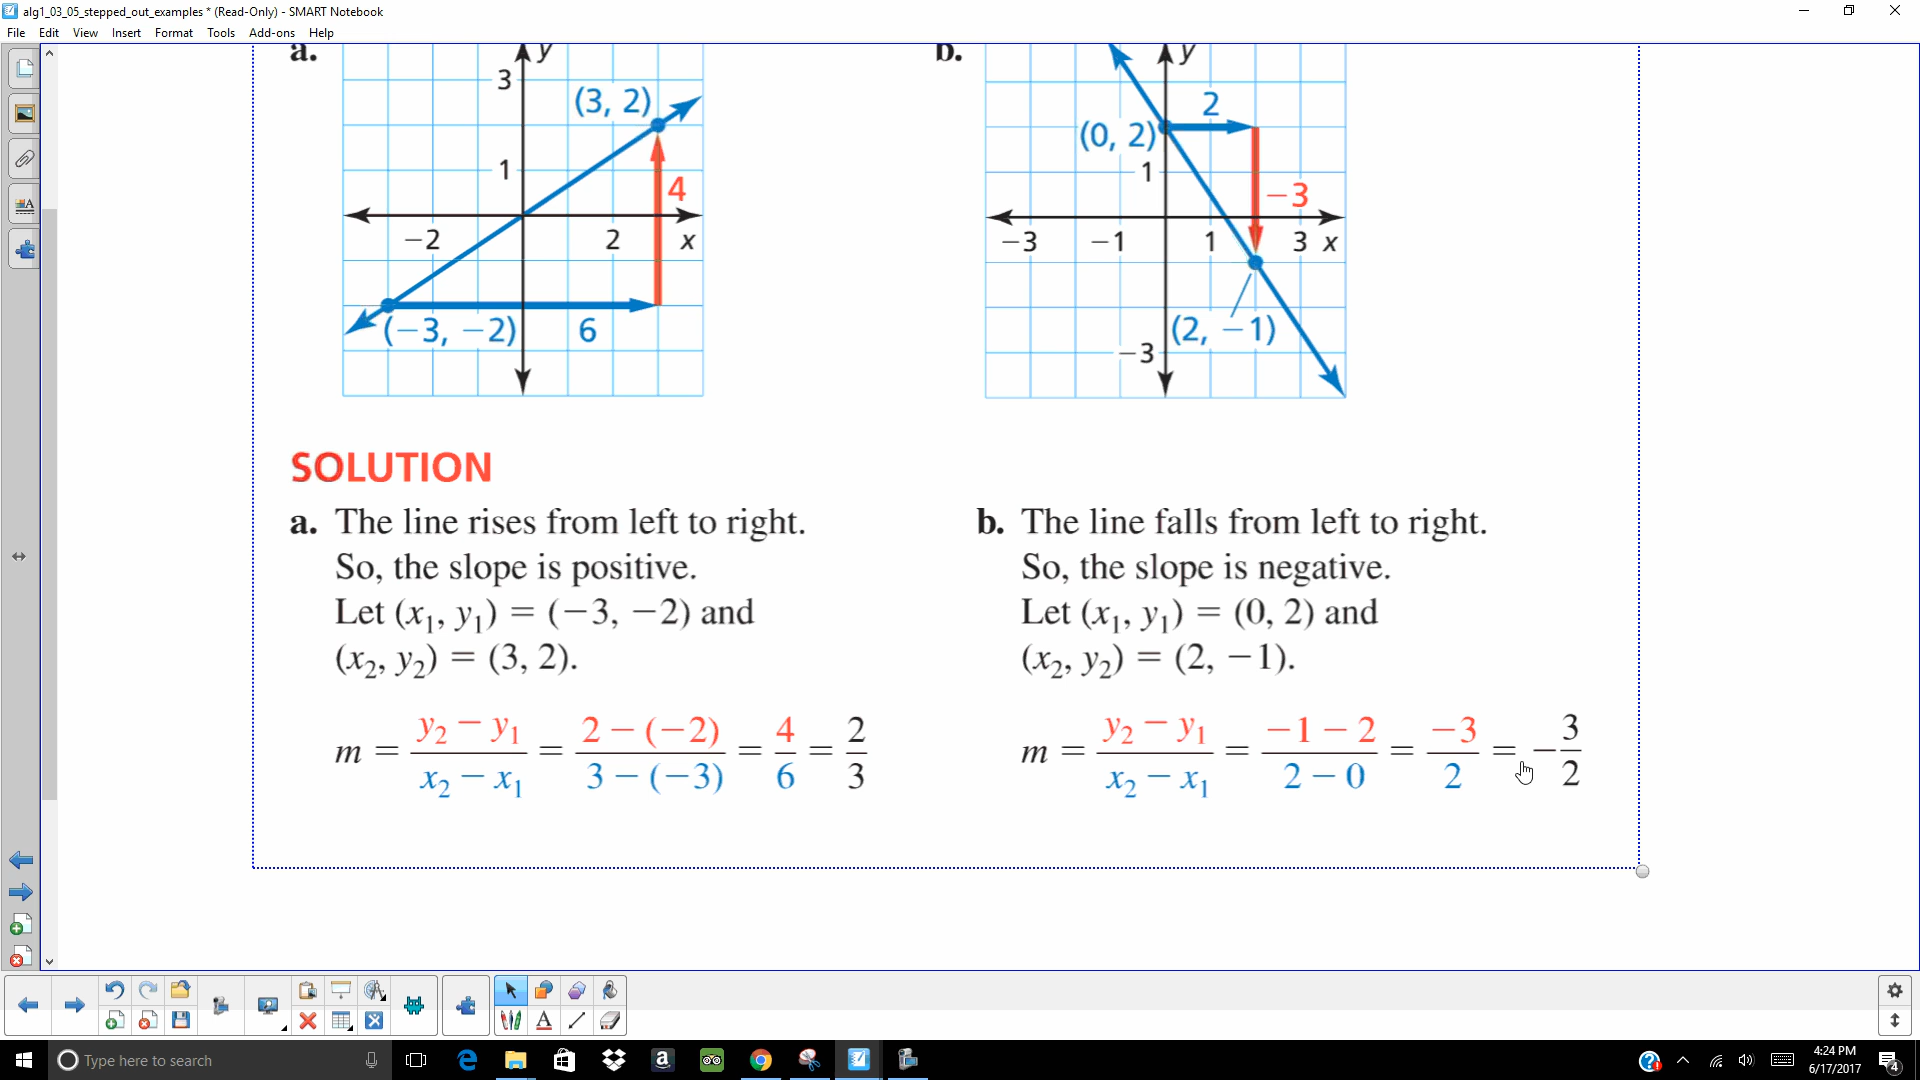 alg1_03_05_stepped_out_examples * (Read-Only) - SMART Notebook
File Edit View Insert Format Tools Add-ons Help
a.
y
3
(3, 2)
1
4
−2
2
x
(−3, −2)
6
b.
y
2
(0, 2)
1
−3
−3
−1
1
3
x
(2, −1)
−3
SOLUTION
a. The line rises from left to right.
So, the slope is positive.
Let (x₁, y₁) = (−3, −2) and
(x₂, y₂) = (3, 2).
m = (y₂ − y₁)/(x₂ − x₁) = (2 − (−2))/(3 − (−3)) = 4/6 = 2/3
b. The line falls from left to right.
So, the slope is negative.
Let (x₁, y₁) = (0, 2) and
(x₂, y₂) = (2, −1).
m = (y₂ − y₁)/(x₂ − x₁) = (−1 − 2)/(2 − 0) = −3/2 = −3/2
Type here to search
4:24 PM
6/17/2017
4